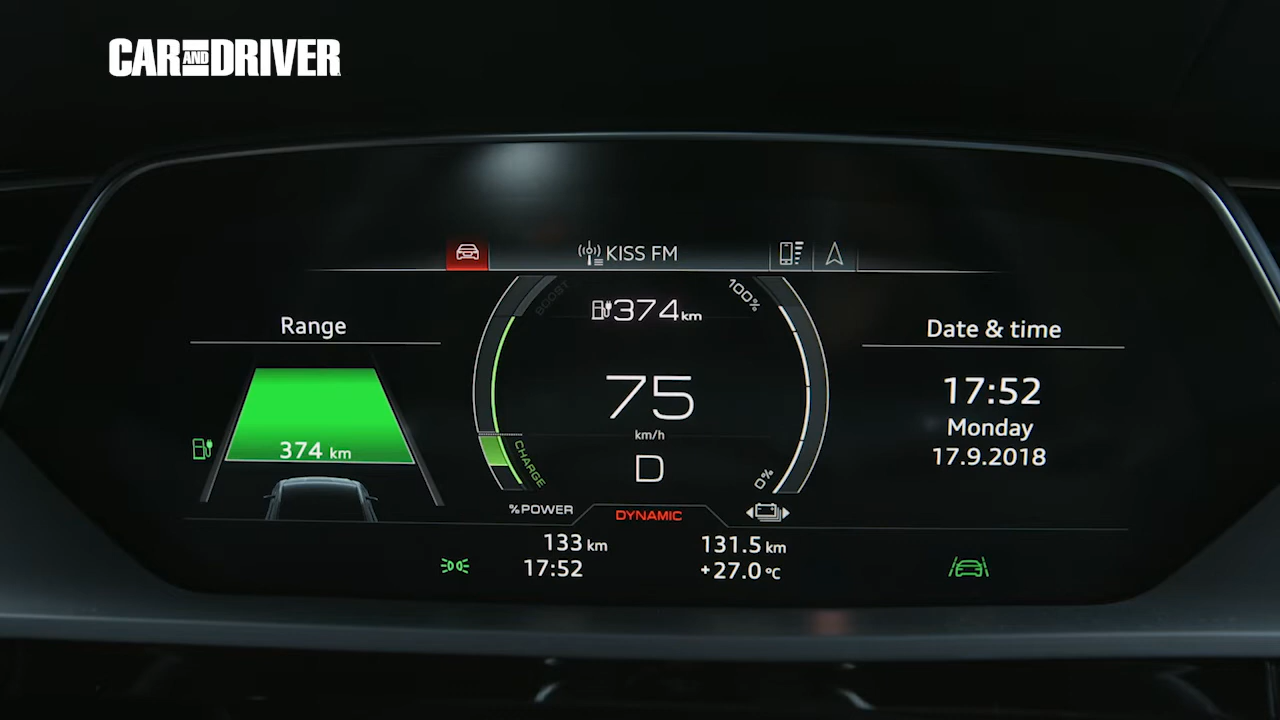 CAR AND DRIVER
KISS FM
Range
374 km
BOOST
CHARGE
%POWER
374 km
75
km/h
D
100%
0%
DYNAMIC
Date & time
17:52
Monday
17.9.2018
133 km
17:52
131.5 km
+27.0 °C